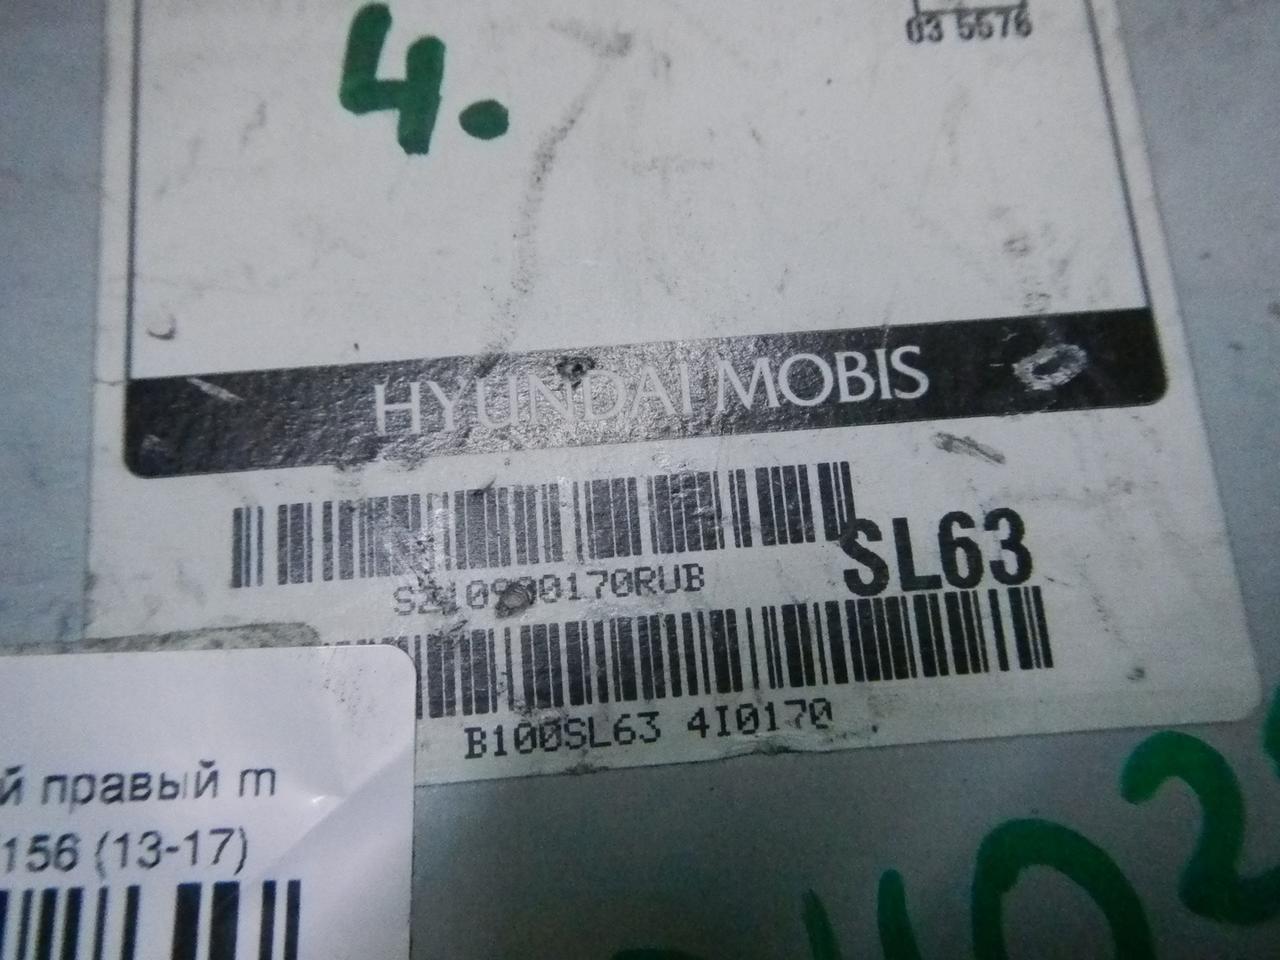 4.
03 5576
HYUNDAI MOBIS
SL63
B100SL63 4I0170
й правый m
156 (13-17)